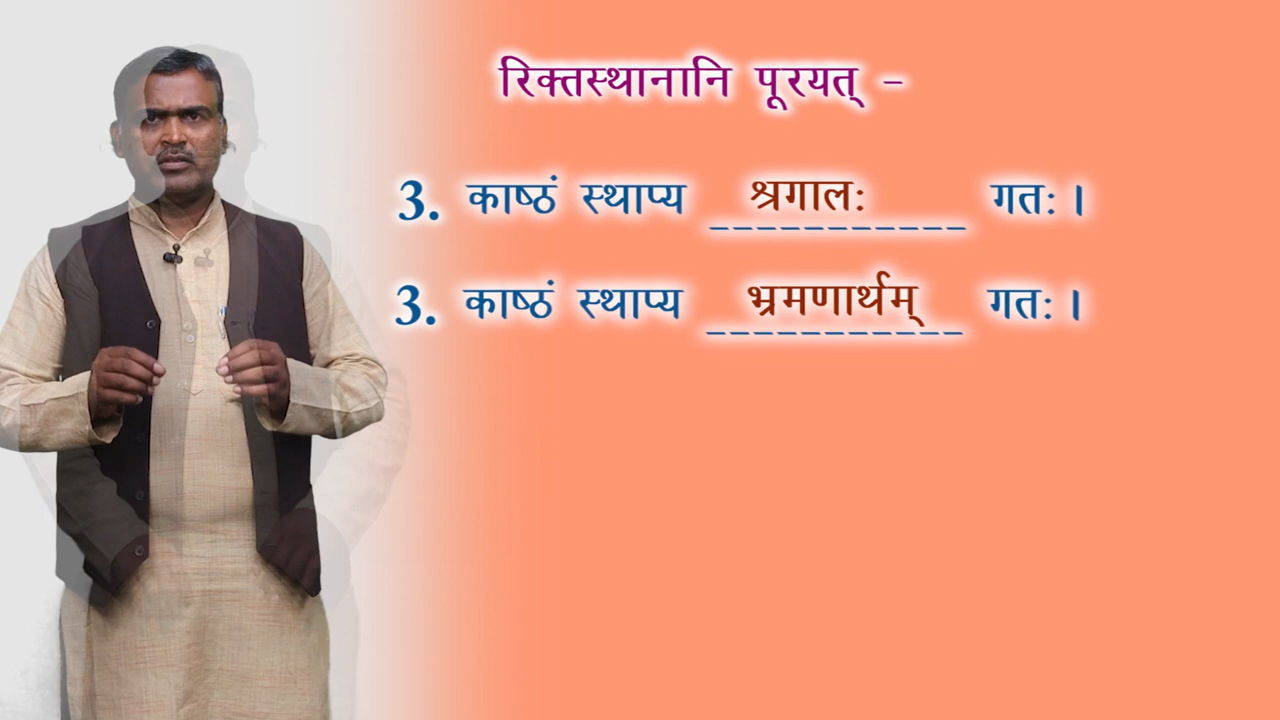 रिक्तस्थानानि पूरयत् –
3. काष्ठं स्थाप्य श्रगालः गतः ।
3. काष्ठं स्थाप्य भ्रमणार्थम् गतः ।